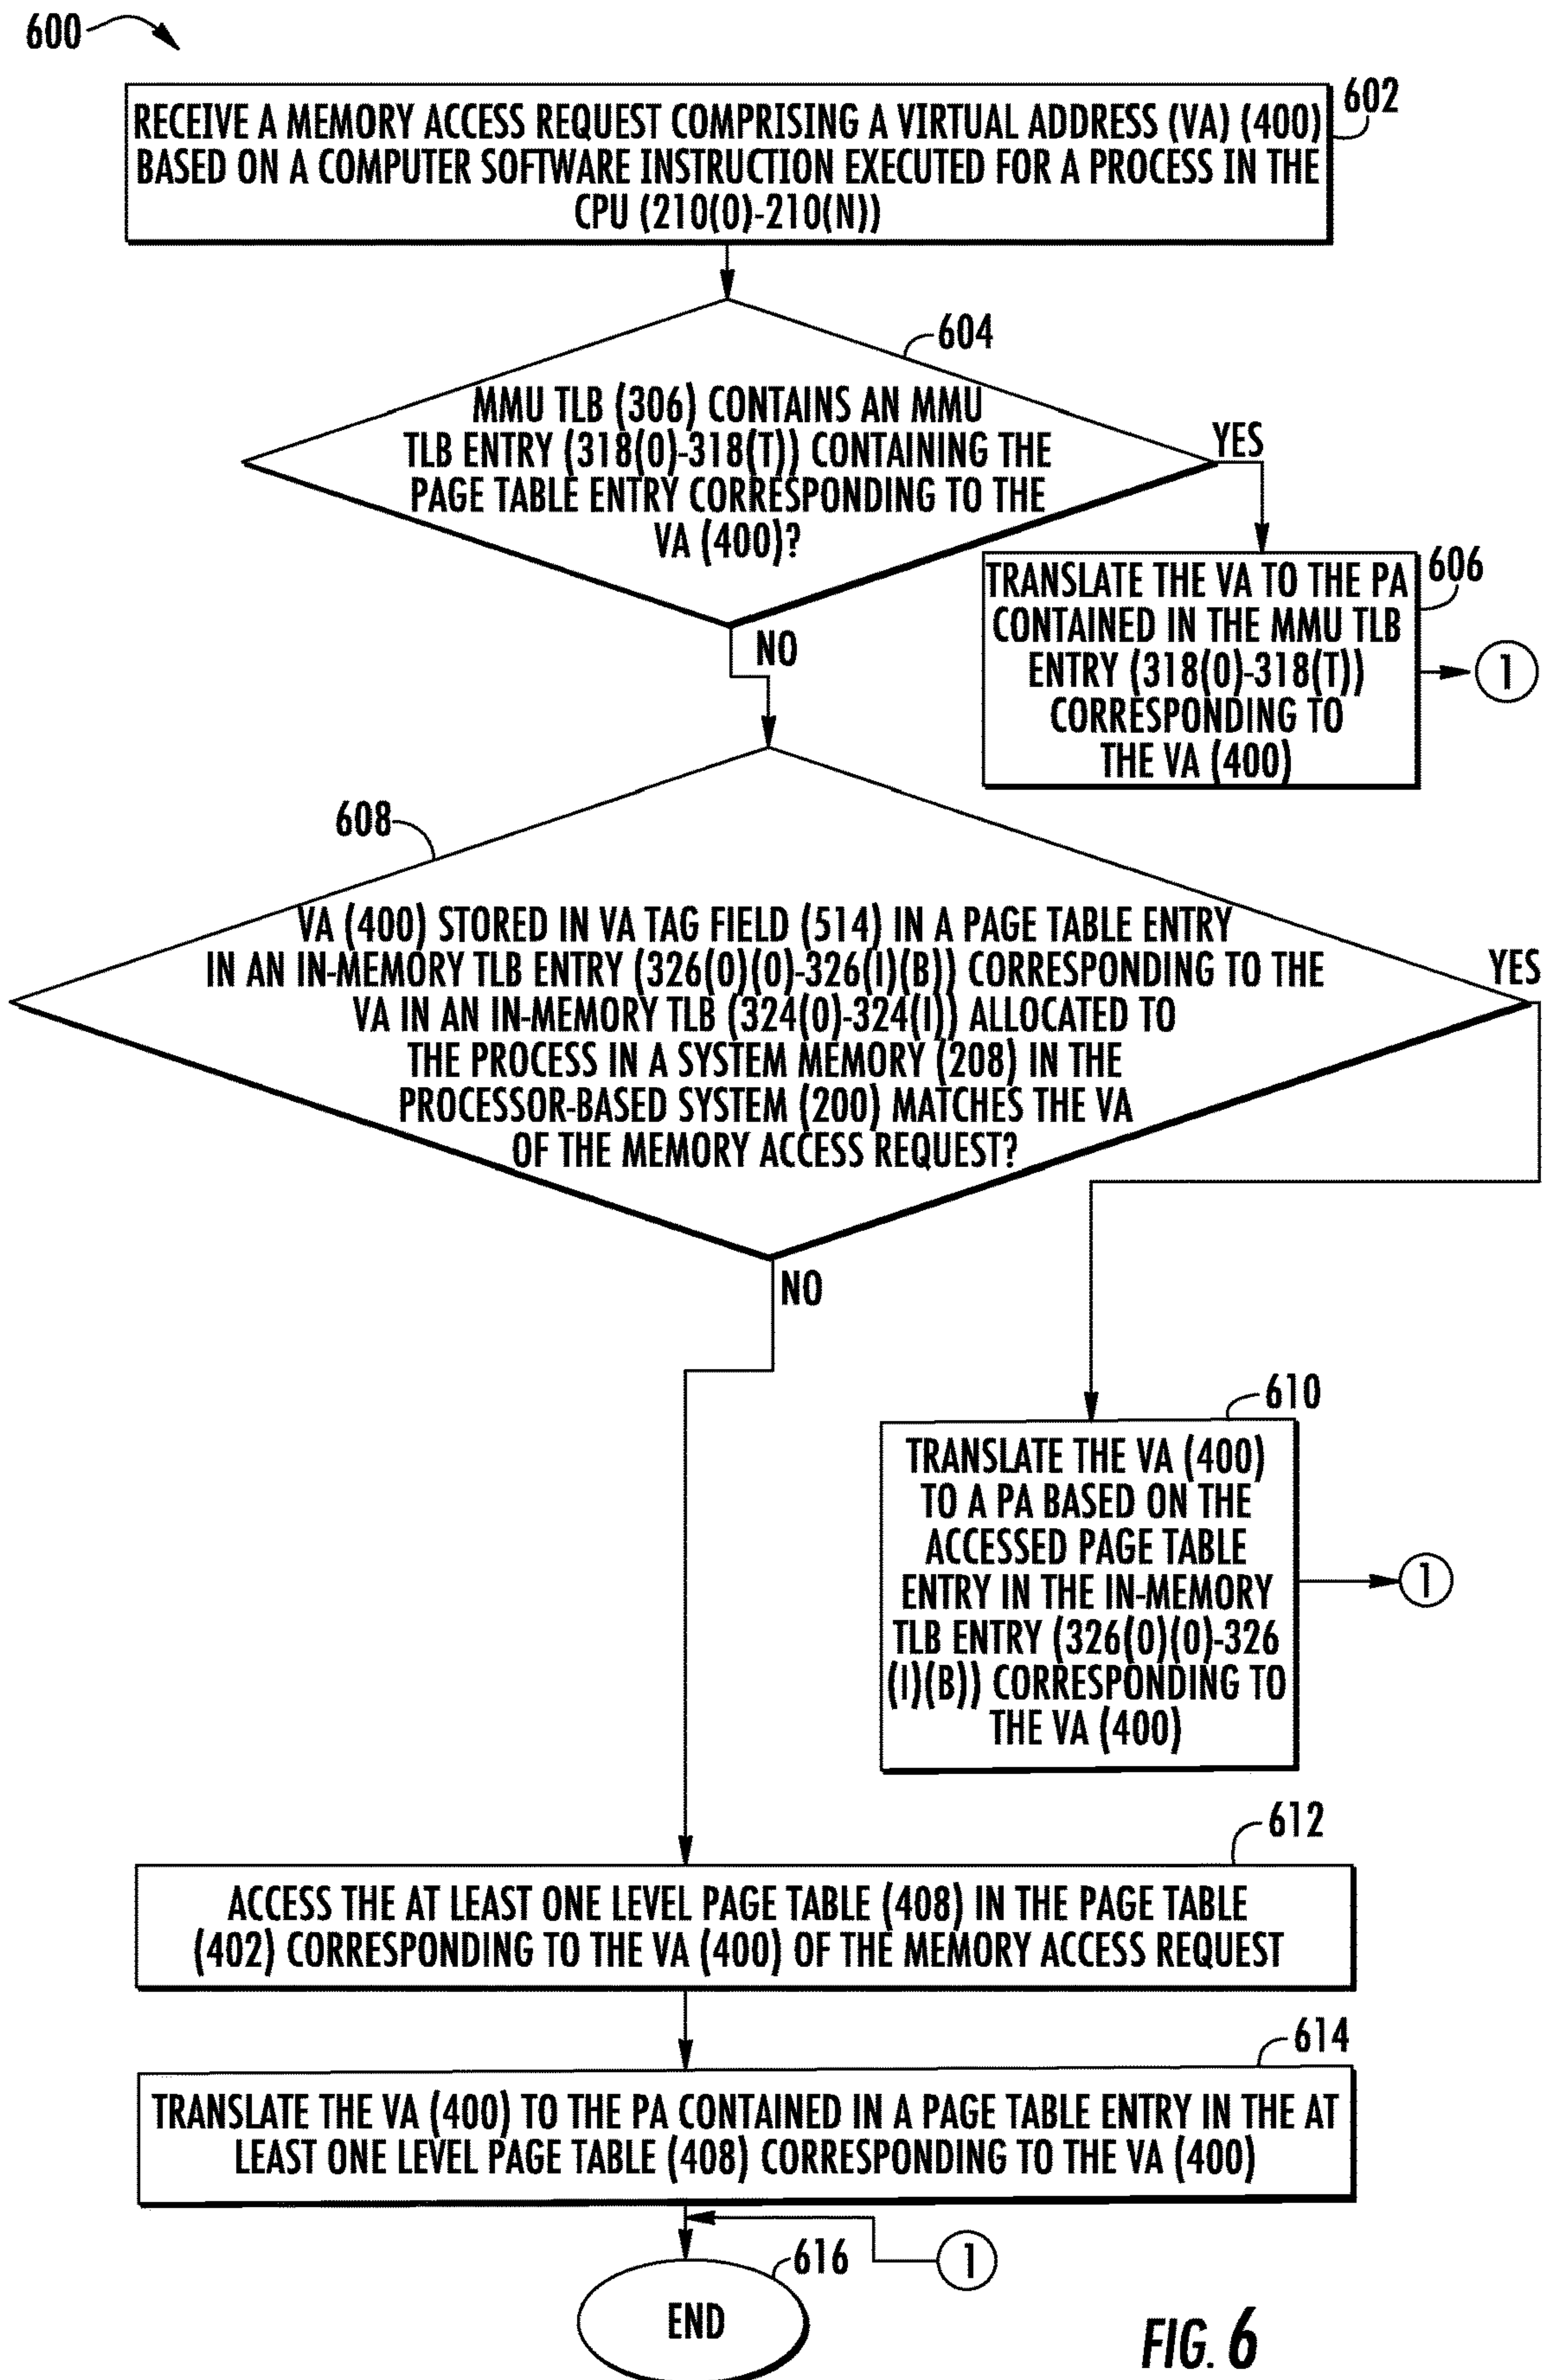 600
602
RECEIVE A MEMORY ACCESS REQUEST COMPRISING A VIRTUAL ADDRESS (VA) (400)
BASED ON A COMPUTER SOFTWARE INSTRUCTION EXECUTED FOR A PROCESS IN THE
CPU (210(0)-210(N))
604
MMU TLB (306) CONTAINS AN MMU
TLB ENTRY (318(0)-318(T)) CONTAINING THE
PAGE TABLE ENTRY CORRESPONDING TO THE
VA (400)?
YES
NO
606
TRANSLATE THE VA TO THE PA
CONTAINED IN THE MMU TLB
ENTRY (318(0)-318(T))
CORRESPONDING TO
THE VA (400)
1
608
VA (400) STORED IN VA TAG FIELD (514) IN A PAGE TABLE ENTRY
IN AN IN-MEMORY TLB ENTRY (326(0)(0)-326(I)(B)) CORRESPONDING TO THE
VA IN AN IN-MEMORY TLB (324(0)-324(I)) ALLOCATED TO
THE PROCESS IN A SYSTEM MEMORY (208) IN THE
PROCESSOR-BASED SYSTEM (200) MATCHES THE VA
OF THE MEMORY ACCESS REQUEST?
YES
NO
610
TRANSLATE THE VA (400)
TO A PA BASED ON THE
ACCESSED PAGE TABLE
ENTRY IN THE IN-MEMORY
TLB ENTRY (326(0)(0)-326
(I)(B)) CORRESPONDING TO
THE VA (400)
1
612
ACCESS THE AT LEAST ONE LEVEL PAGE TABLE (408) IN THE PAGE TABLE
(402) CORRESPONDING TO THE VA (400) OF THE MEMORY ACCESS REQUEST
614
TRANSLATE THE VA (400) TO THE PA CONTAINED IN A PAGE TABLE ENTRY IN THE AT
LEAST ONE LEVEL PAGE TABLE (408) CORRESPONDING TO THE VA (400)
616
1
END
FIG. 6